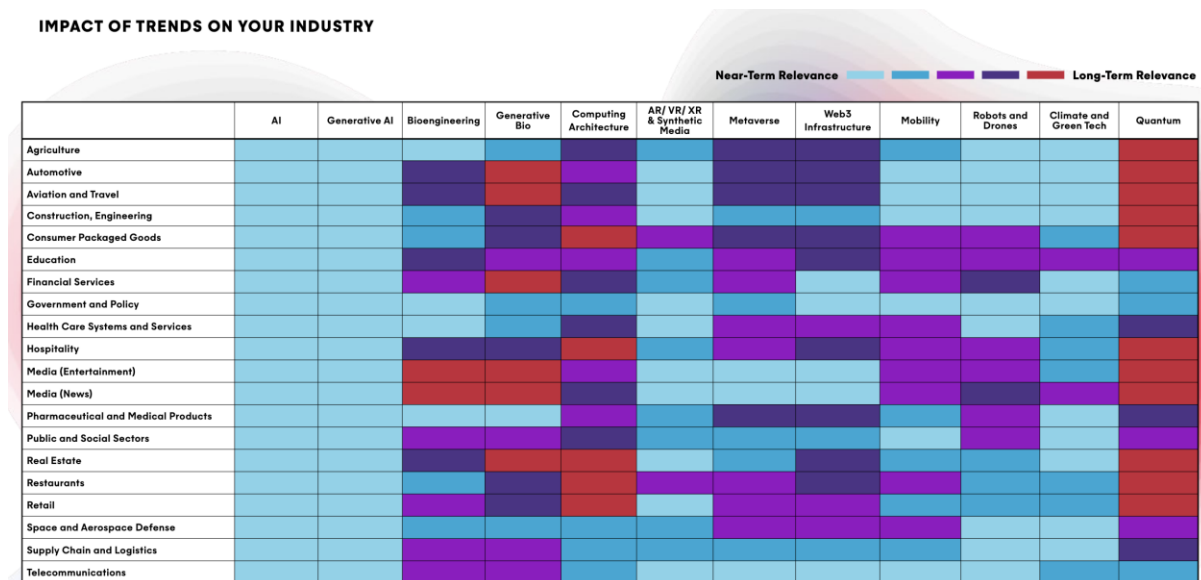 IMPACT OF TRENDS ON YOUR INDUSTRY
Near-Term Relevance Long-Term Relevance
AI Generative AI Bioengineering Generative Bio Computing Architecture AR/ VR/ XR & Synthetic Media Metaverse Web3 Infrastructure Mobility Robots and Drones Climate and Green Tech Quantum
Agriculture
Automotive
Aviation and Travel
Construction, Engineering
Consumer Packaged Goods
Education
Financial Services
Government and Policy
Health Care Systems and Services
Hospitality
Media (Entertainment)
Media (News)
Pharmaceutical and Medical Products
Public and Social Sectors
Real Estate
Restaurants
Retail
Space and Aerospace Defense
Supply Chain and Logistics
Telecommunications